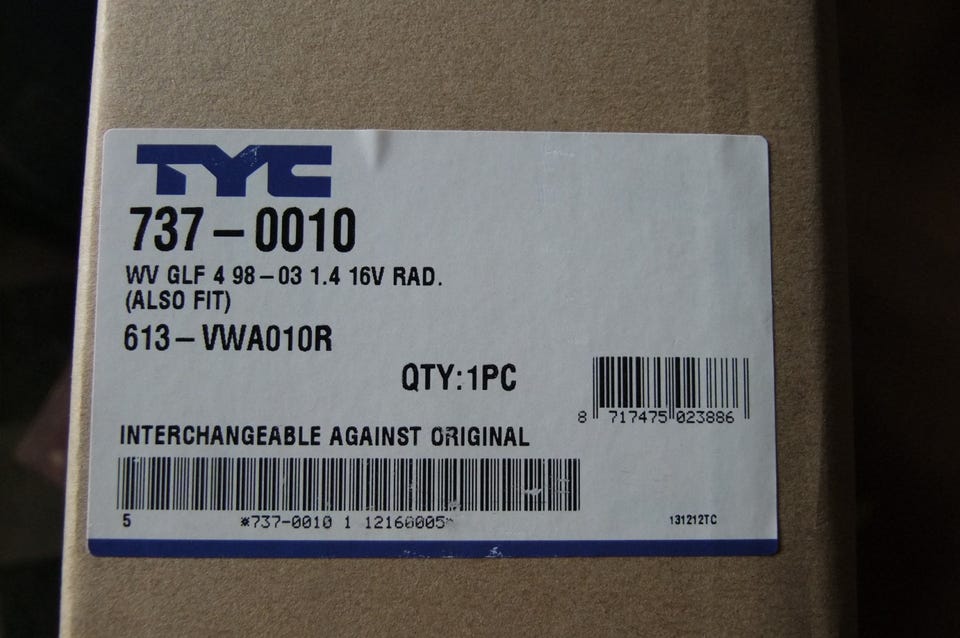 TYC
737-0010
WV GLF 4 98-03 1.4 16V RAD.
(ALSO FIT)
613-VWA010R
QTY:1PC
8 717475 023886
INTERCHANGEABLE AGAINST ORIGINAL
5 *737-0010 1 12160005*
131212TC